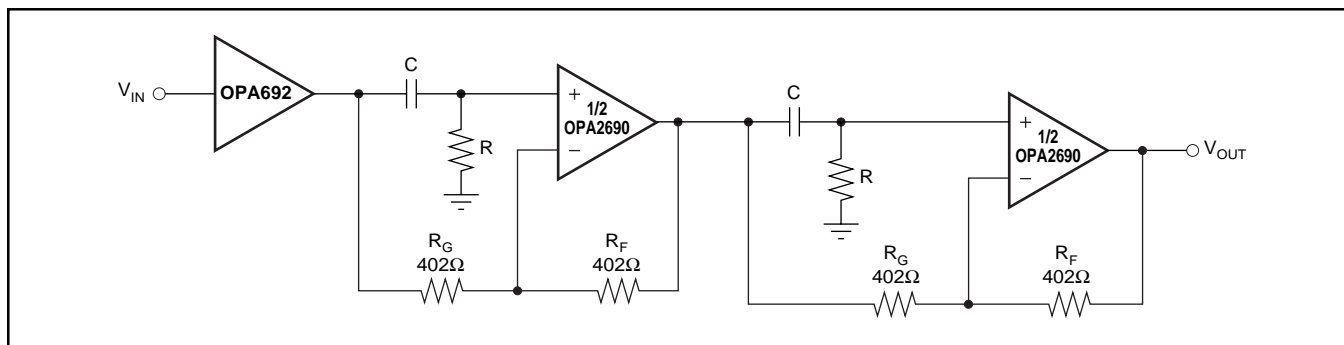 V_IN
OPA692
C
R
+
1/2
OPA2690
−
R_G
402Ω
R_F
402Ω
C
R
+
1/2
OPA2690
−
V_OUT
R_G
402Ω
R_F
402Ω